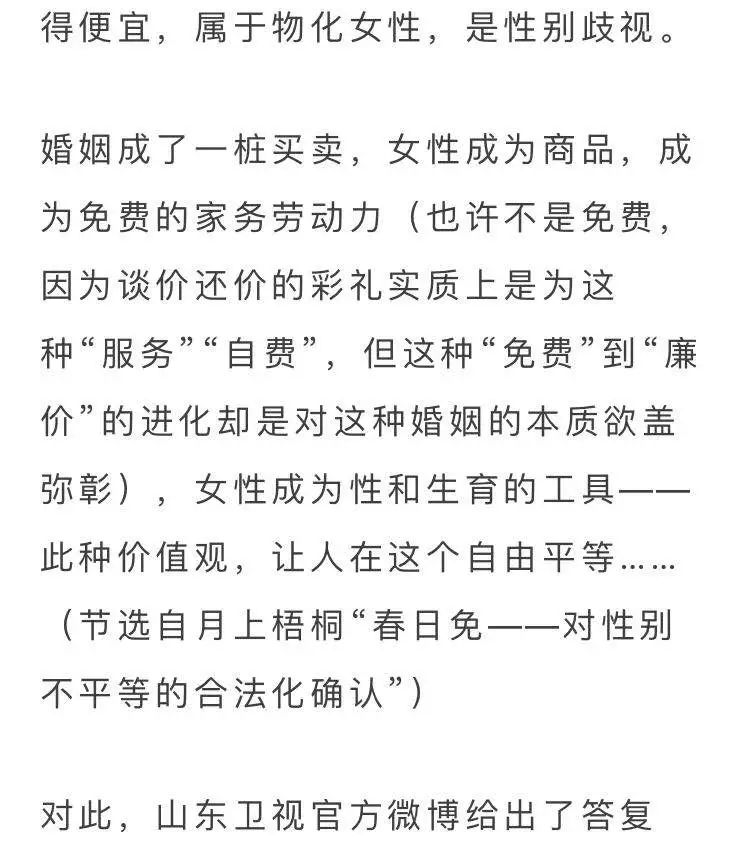 得便宜，属于物化女性，是性别歧视。
婚姻成了一桩买卖，女性成为商品，成
为免费的家务劳动力（也许不是免费，
因为谈价还价的彩礼实质上是为这
种“服务”“自费”，但这种“免费”到“廉
价”的进化却是对这种婚姻的本质欲盖
弥彰），女性成为性和生育的工具——
此种价值观，让人在这个自由平等……
（节选自月上梧桐“春日免——对性别
不平等的合法化确认”）
对此，山东卫视官方微博给出了答复